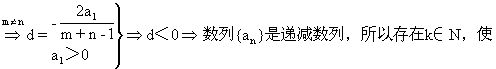 m≠n ⇒ d = -2a₁/(m+n-1), a₁>0 } ⇒ d＜0 ⇒ 数列{aₙ}是递减数列，所以存在k∈N，使